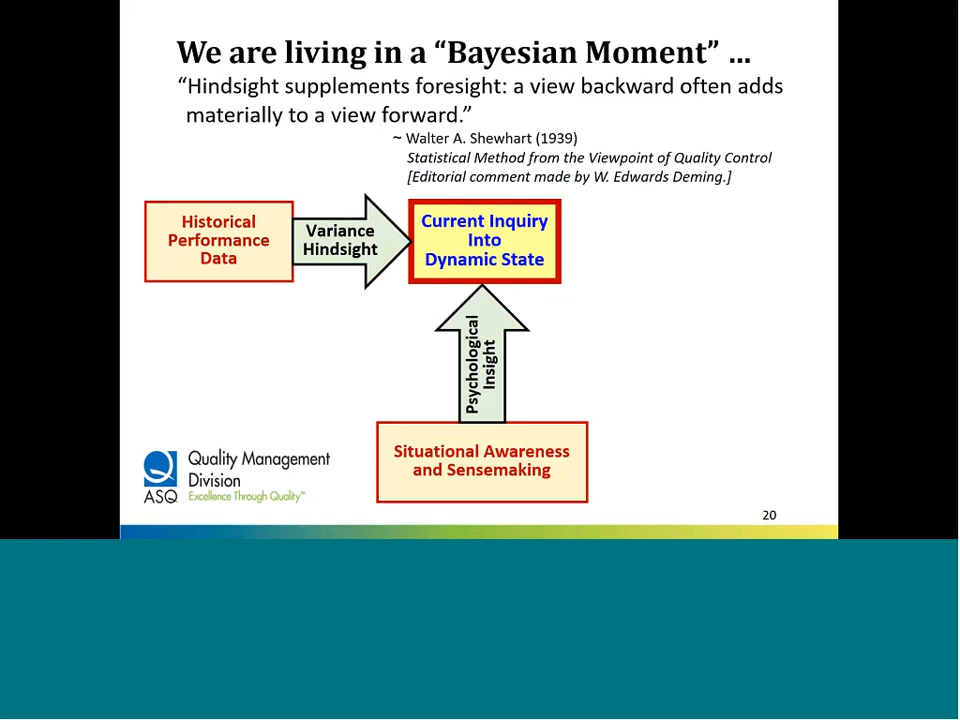 We are living in a “Bayesian Moment” ...
“Hindsight supplements foresight: a view backward often adds
materially to a view forward.”
~ Walter A. Shewhart (1939)
Statistical Method from the Viewpoint of Quality Control
[Editorial comment made by W. Edwards Deming.]
Historical
Performance
Data
Variance
Hindsight
Current Inquiry
Into
Dynamic State
Psychological
Insight
Situational Awareness
and Sensemaking
ASQ
Quality Management
Division
Excellence Through Quality™
20